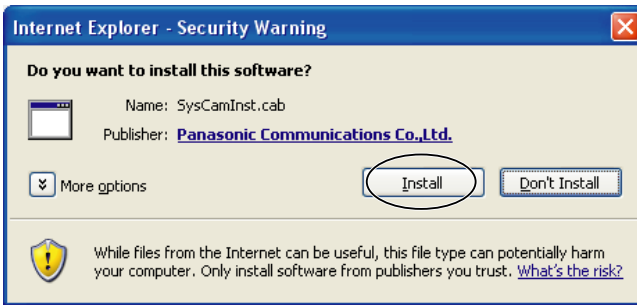 Internet Explorer - Security Warning
Do you want to install this software?
Name: SysCamInst.cab
Publisher: Panasonic Communications Co.,Ltd.
More options
Install
Don't Install
While files from the Internet can be useful, this file type can potentially harm
your computer. Only install software from publishers you trust. What's the risk?